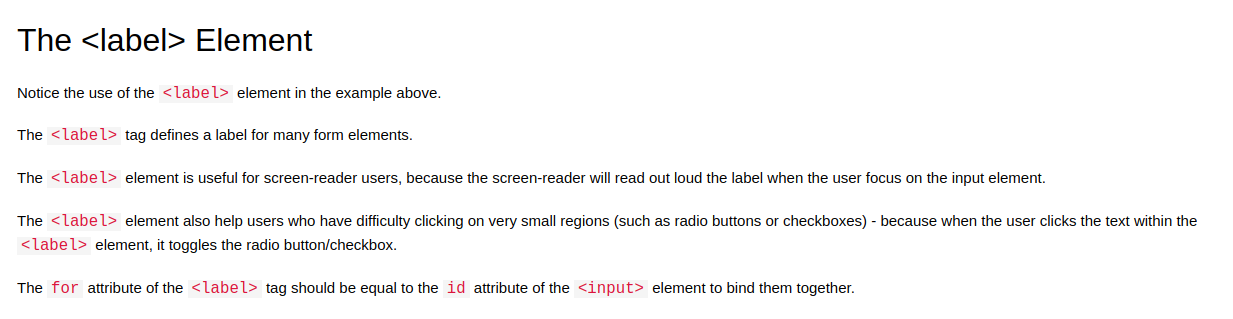 The <label> Element
Notice the use of the <label> element in the example above.
The <label> tag defines a label for many form elements.
The <label> element is useful for screen-reader users, because the screen-reader will read out loud the label when the user focus on the input element.
The <label> element also help users who have difficulty clicking on very small regions (such as radio buttons or checkboxes) - because when the user clicks the text within the
<label> element, it toggles the radio button/checkbox.
The for attribute of the <label> tag should be equal to the id attribute of the <input> element to bind them together.